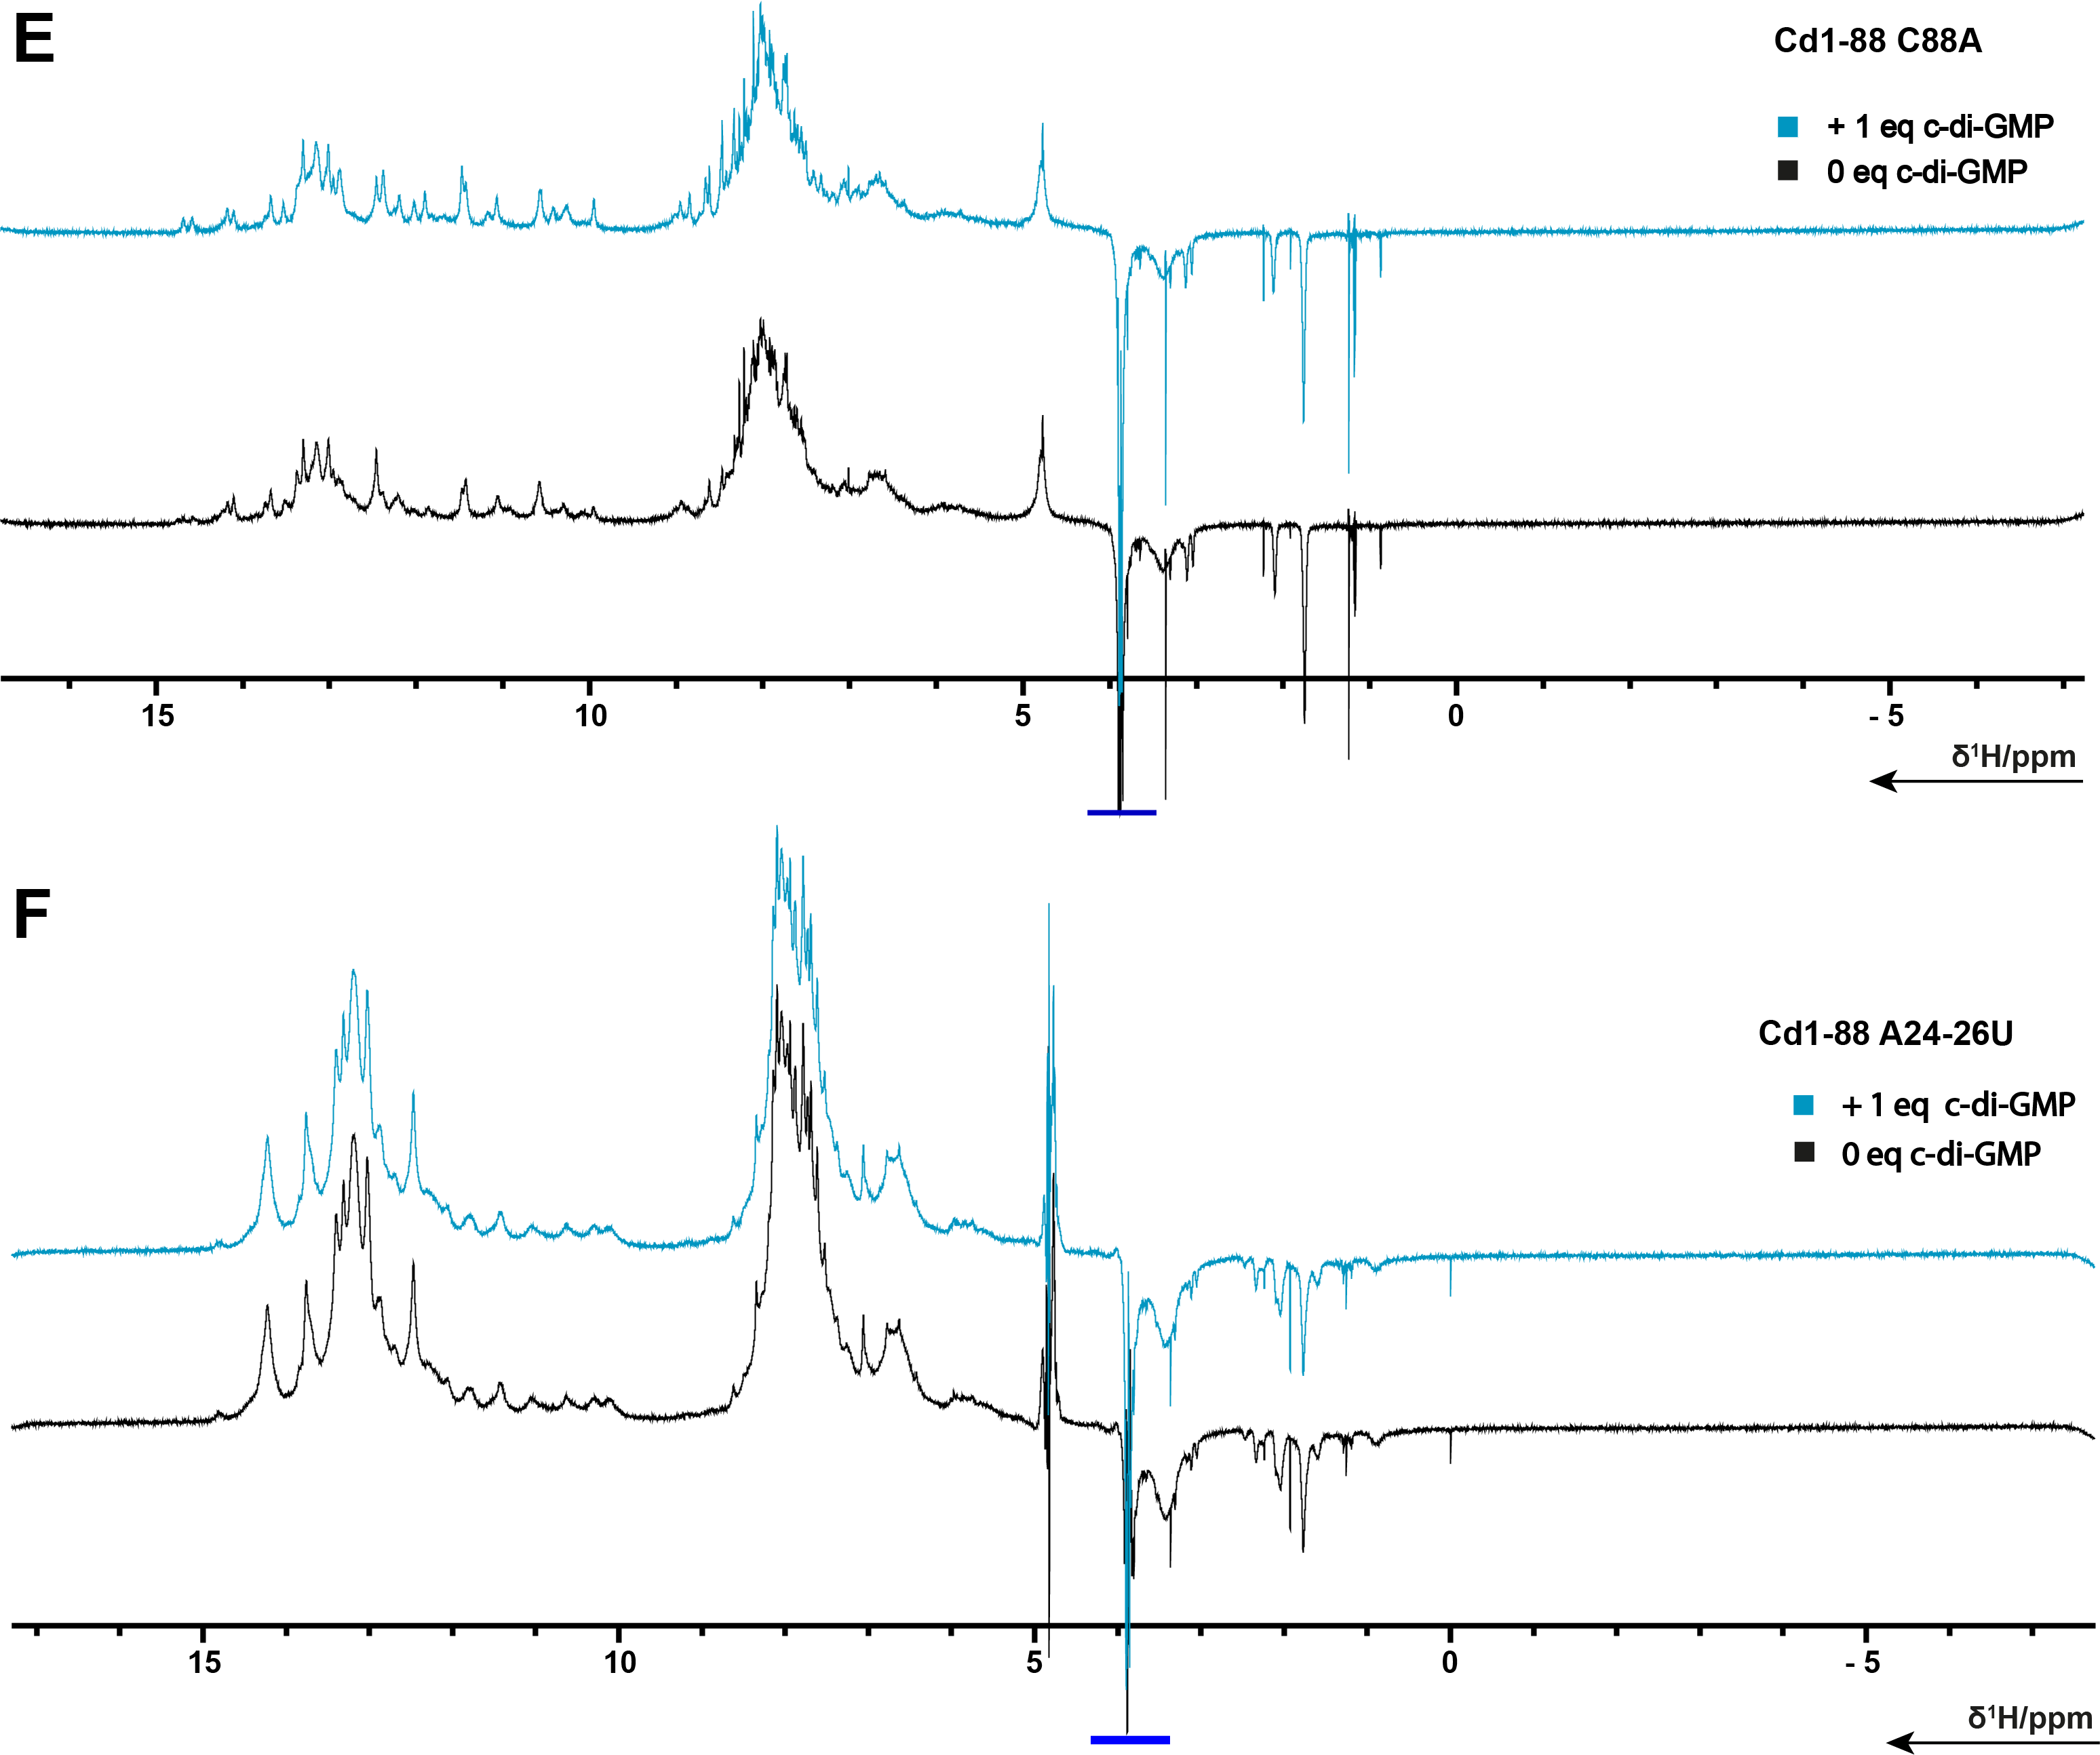 E
Cd1-88 C88A
+ 1 eq c-di-GMP
0 eq c-di-GMP
15 10 5 0 - 5
δ¹H/ppm
F
Cd1-88 A24-26U
+ 1 eq c-di-GMP
0 eq c-di-GMP
15 10 5 0 - 5
δ¹H/ppm